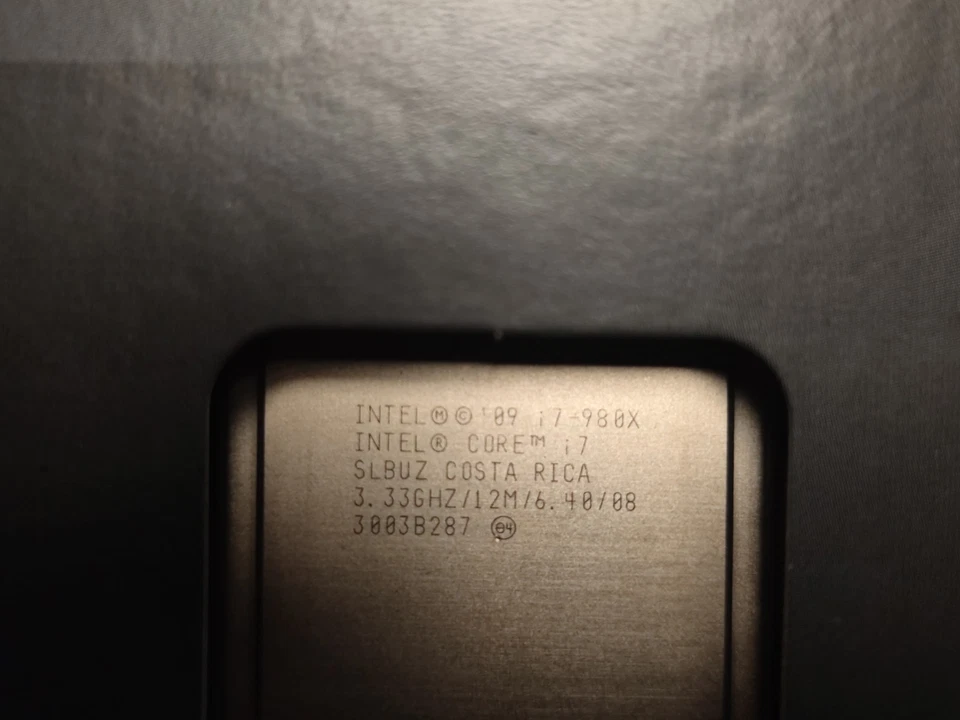 INTEL Ⓜ © '09 i7-980X
INTEL® CORE™ i7
SLBUZ COSTA RICA
3.33GHZ/12M/6.40/08
3003B287 e4